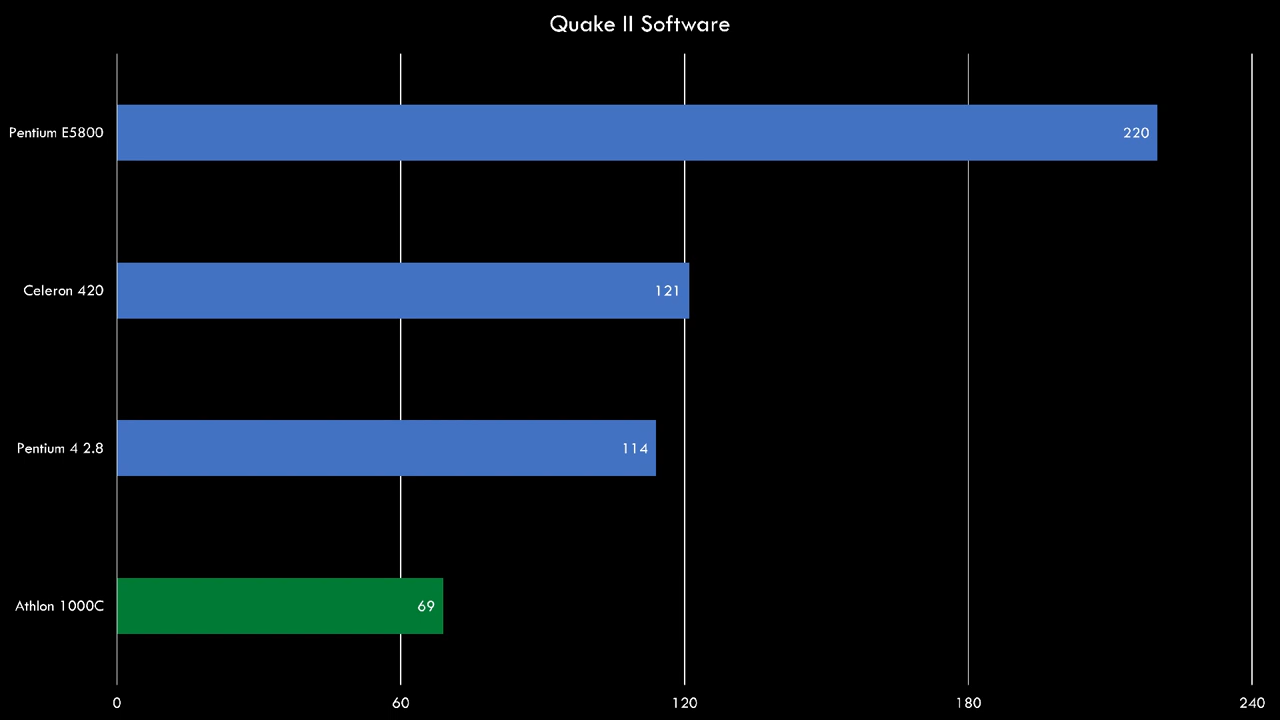 Quake II Software
Pentium E5800
220
Celeron 420
121
Pentium 4 2.8
114
Athlon 1000C
69
0
60
120
180
240